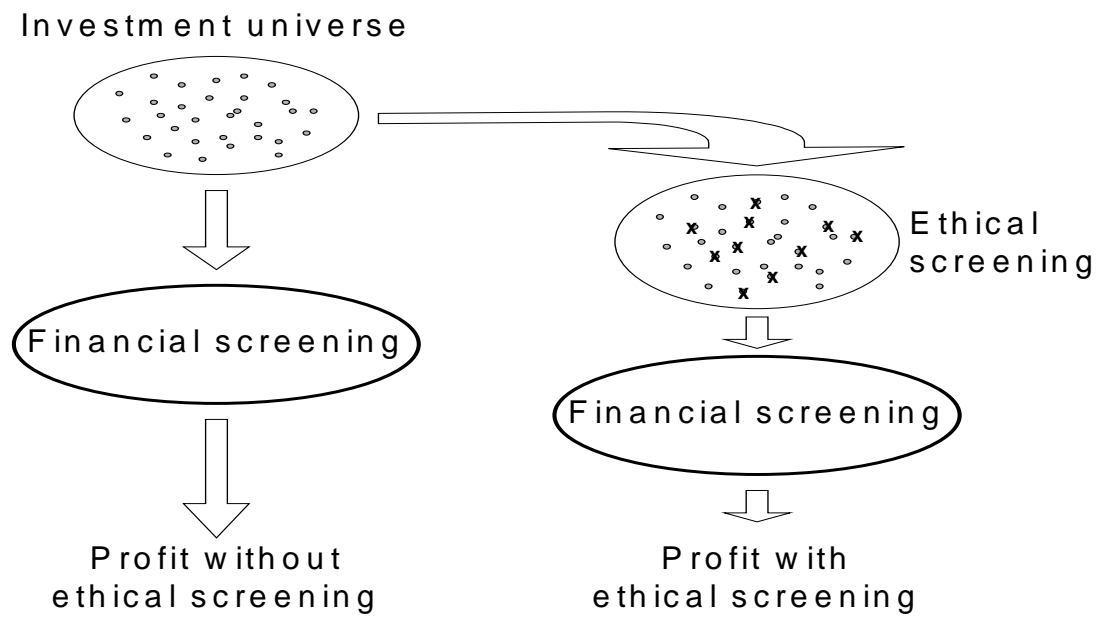 Investment universe
Ethical
screening
Financial screening
Financial screening
Profit without
ethical screening
Profit with
ethical screening
x
x
x
x
x
x
x
x
x
x